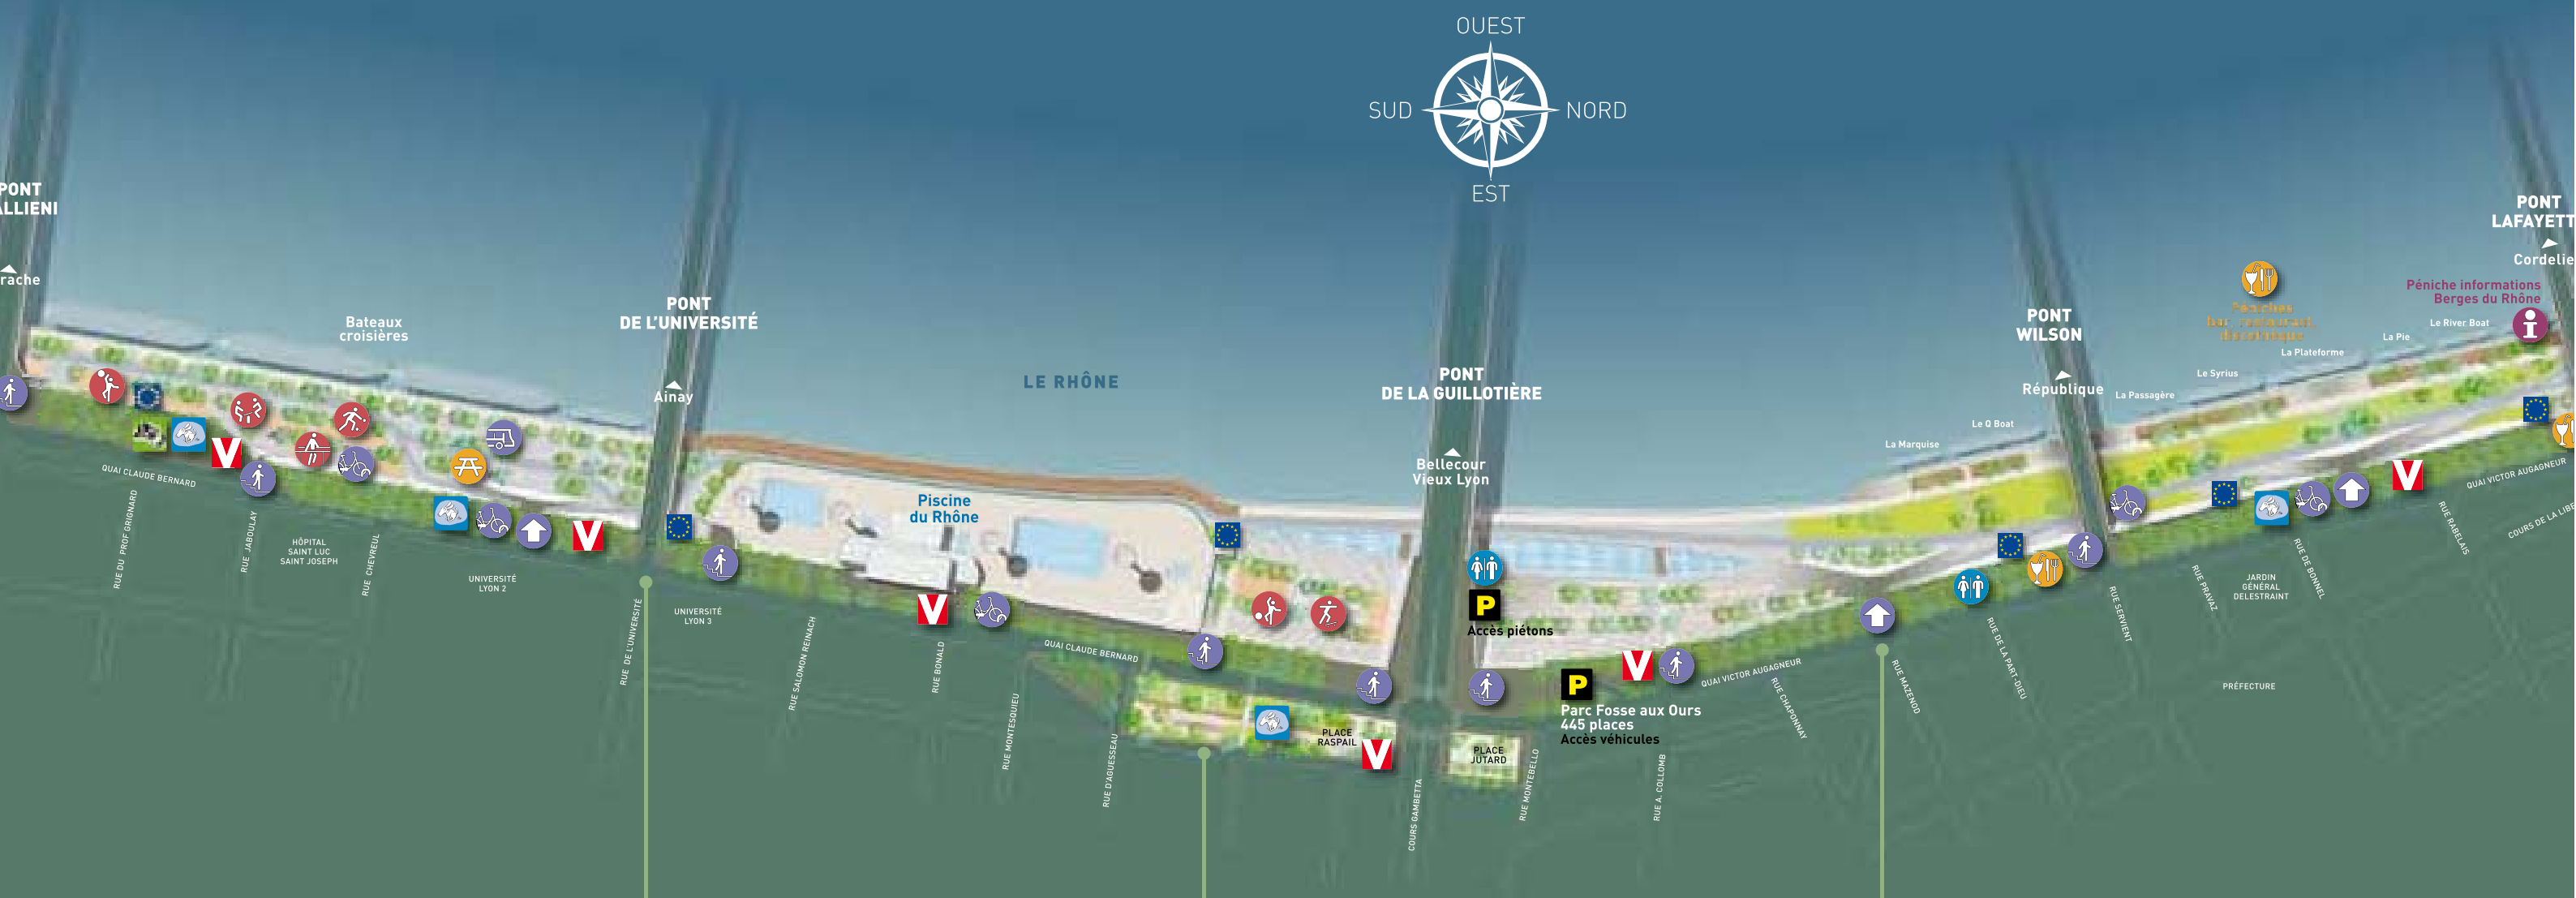 OUEST
SUD
NORD
EST
PONT
ALLIENI
rache
Bateaux
croisières
PONT
DE L'UNIVERSITÉ
Ainay
LE RHÔNE
Piscine
du Rhône
PONT
DE LA GUILLOTIÈRE
Bellecour
Vieux Lyon
PONT
WILSON
République
Péniches
bar, restaurant,
discothèque
PONT
LAFAYETT
Cordelie
Péniche informations
Berges du Rhône
Le River Boat
La Pie
La Plateforme
Le Syrius
La Passagère
Le Q Boat
La Marquise
QUAI CLAUDE BERNARD
RUE DU PROF GRIGNARD
RUE JABOULAY
HÔPITAL
SAINT LUC
SAINT JOSEPH
RUE CHEVREUL
UNIVERSITÉ
LYON 2
RUE DE L'UNIVERSITÉ
UNIVERSITÉ
LYON 3
RUE SALOMON REINACH
RUE BONALD
QUAI CLAUDE BERNARD
RUE MONTESQUIEU
RUE D'AGUESSEAU
PLACE
RASPAIL
COURS GAMBETTA
P
Accès piétons
PLACE
JUTARD
RUE MONTEBELLO
P
Parc Fosse aux Ours
445 places
Accès véhicules
RUE A. COLLOMB
QUAI VICTOR AUGAGNEUR
RUE CHAPONNAY
RUE MAZENOD
RUE DE LA PART-DIEU
RUE SERVIENT
RUE PRAVAZ
JARDIN
GÉNÉRAL
DELESTRAINT
RUE DE BONNEL
PRÉFECTURE
RUE RABELAIS
QUAI VICTOR AUGAGNEUR
COURS DE LA LIBE
V
V
V
V
V
V